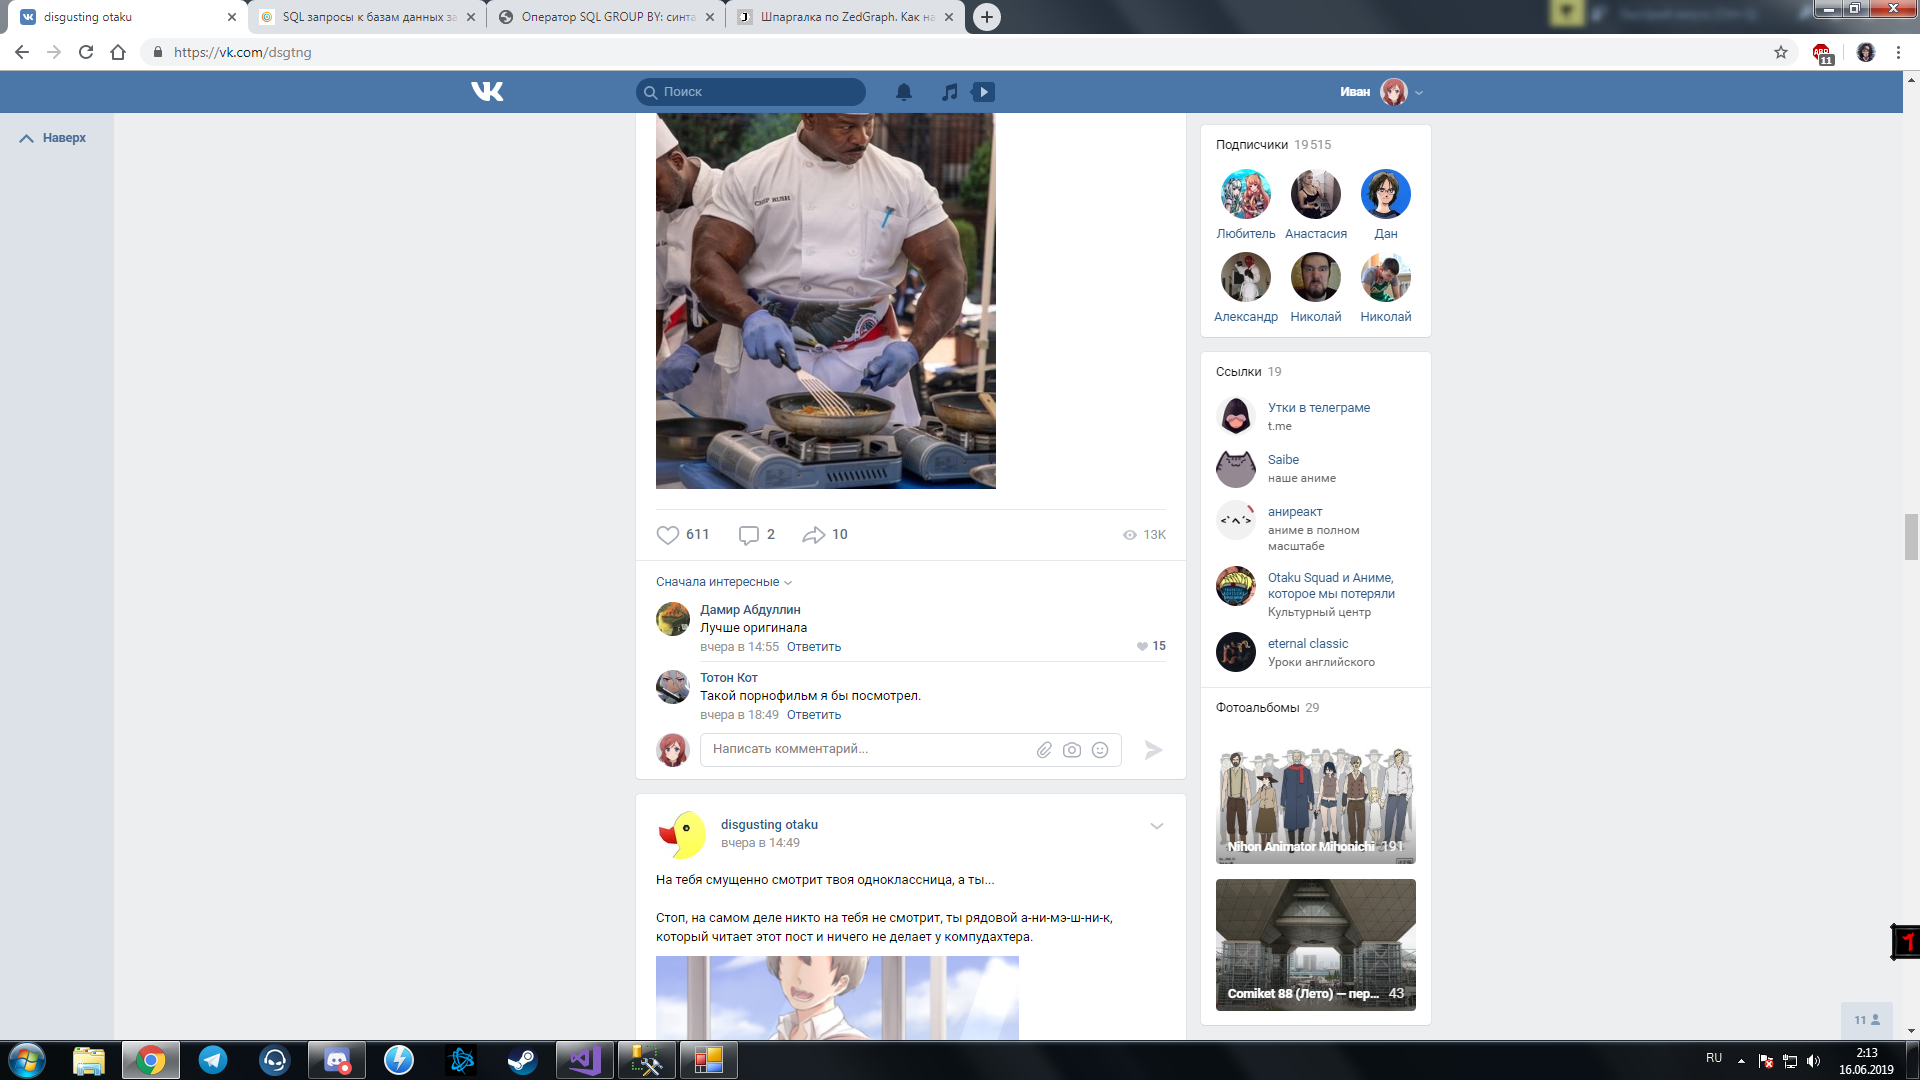 disgusting otaku
SQL запросы к базам данных за
Оператор SQL GROUP BY: синта
Шпаргалка по ZedGraph. Как на
https://vk.com/dsgtng
ABP
11
Поиск
Иван
Наверх
CHEF RUSH
611
2
10
13K
Сначала интересные
Дамир Абдуллин
Лучше оригинала
вчера в 14:55 Ответить
15
Тотон Кот
Такой порнофильм я бы посмотрел.
вчера в 18:49 Ответить
Написать комментарий...
disgusting otaku
вчера в 14:49
На тебя смущенно смотрит твоя одноклассница, а ты...
Стоп, на самом деле никто на тебя не смотрит, ты рядовой а-ни-мэ-ш-ни-к,
который читает этот пост и ничего не делает у компудахтера.
Подписчики 19 515
Любитель
Анастасия
Дан
Александр
Николай
Николай
Ссылки 19
Утки в телеграме
t.me
Saibe
наше аниме
аниреакт
аниме в полном
масштабе
Otaku Squad и Аниме,
которое мы потеряли
Культурный центр
eternal classic
Уроки английского
Фотоальбомы 29
Nihon Animator Mihonichi 191
Comiket 88 (Лето) — пер... 43
11
RU
2:13
16.06.2019